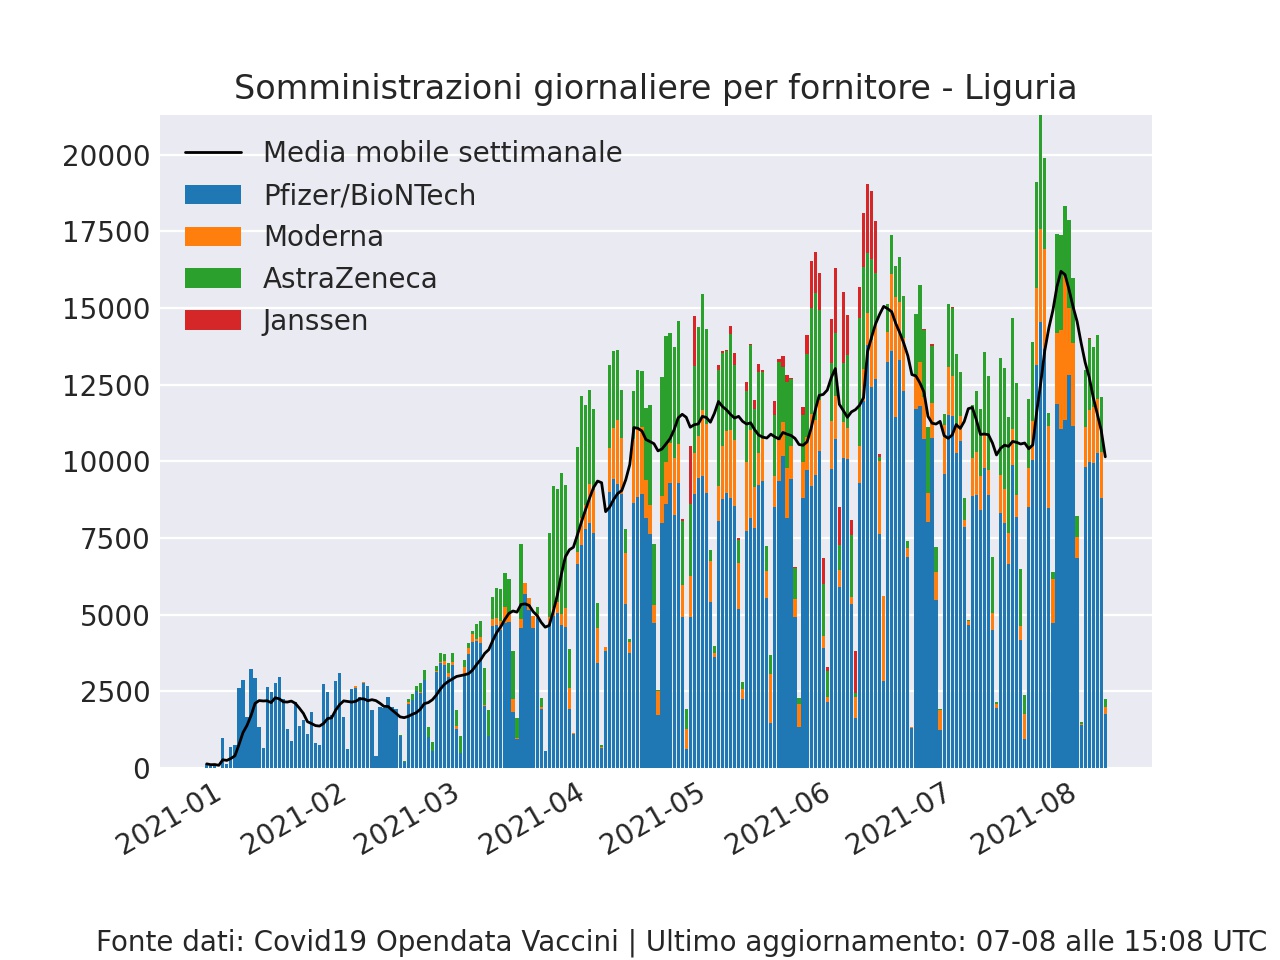 Somministrazioni giornaliere per fornitore - Liguria
Media mobile settimanale
Pfizer/BioNTech
Moderna
AstraZeneca
Janssen
20000
17500
15000
12500
10000
7500
5000
2500
0
2021-01
2021-02
2021-03
2021-04
2021-05
2021-06
2021-07
2021-08
Fonte dati: Covid19 Opendata Vaccini | Ultimo aggiornamento: 07-08 alle 15:08 UTC